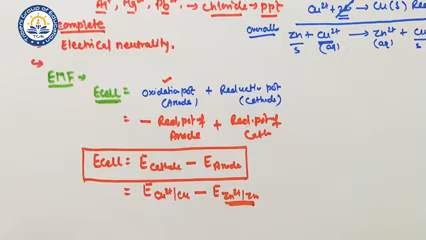 Ag⁺, Mg²⁺, Pb²⁺ → Chloride → ppt
complete
Electrical neutrality.
Cu²⁺ + 2e⁻ → Cu(s) Red
Overall
Zn + Cu²⁺ → Zn²⁺ + Cu
s (aq) (aq) s
EMF →
Ecell = Oxidation pot + Reduction pot
(Anode) (Cathode)
= - Red. pot of + Red. pot of
Anode Cath
Ecell = E Cathode - E Anode
= E Cu²⁺/Cu - E Zn²⁺/Zn